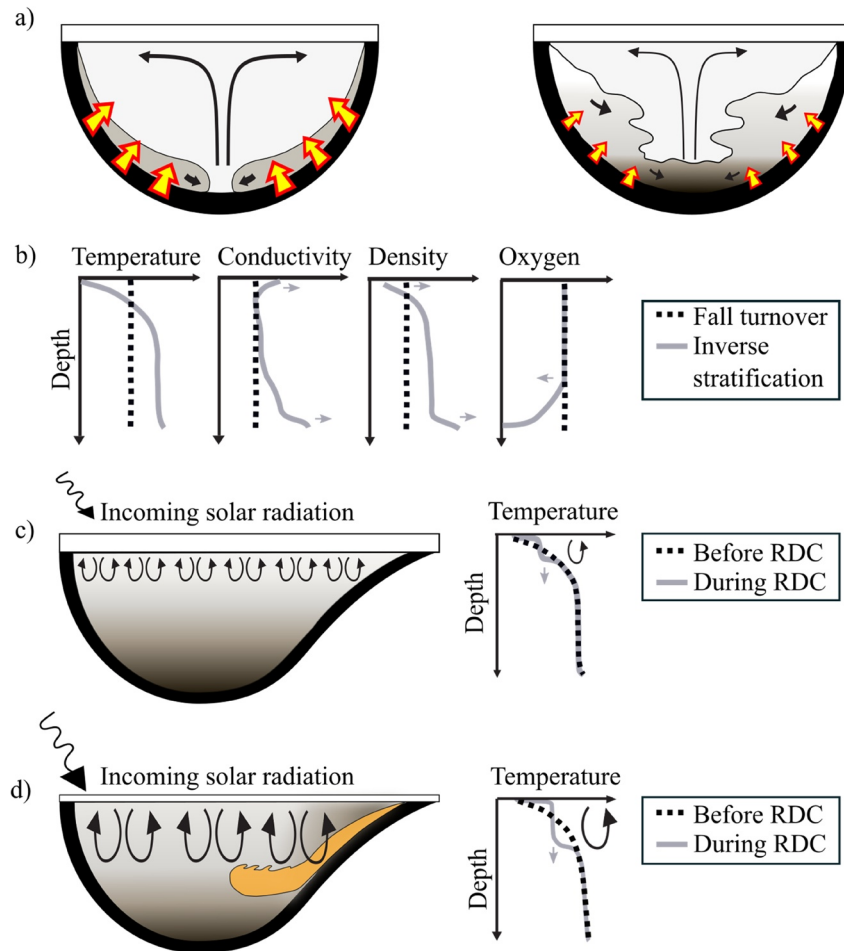 a)
b)
Temperature Conductivity Density Oxygen
Depth
Fall turnover
Inverse
stratification
c)
Incoming solar radiation
Temperature
Depth
Before RDC
During RDC
d)
Incoming solar radiation
Temperature
Depth
Before RDC
During RDC